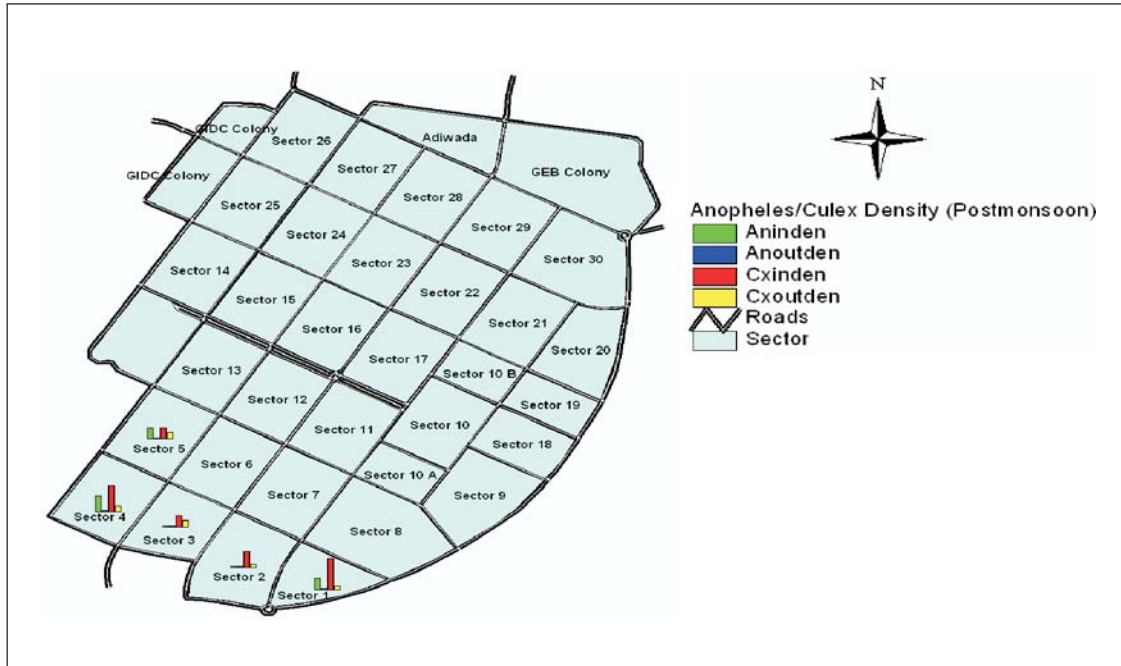 N
GIDC Colony
Sector 26
Adiwada
Sector 27
GEB Colony
GIDC Colony
Sector 28
Sector 25
Sector 29
Sector 24
Sector 30
Sector 23
Sector 14
Sector 22
Sector 15
Sector 21
Sector 16
Sector 20
Sector 17
Sector 13
Sector 10 B
Sector 12
Sector 19
Sector 11
Sector 10
Sector 18
Sector 5
Sector 6
Sector 10 A
Sector 7
Sector 9
Sector 4
Sector 8
Sector 3
Sector 2
Sector 1
Anopheles/Culex Density (Postmonsoon)
Aninden
Anoutden
Cxinden
Cxoutden
Roads
Sector